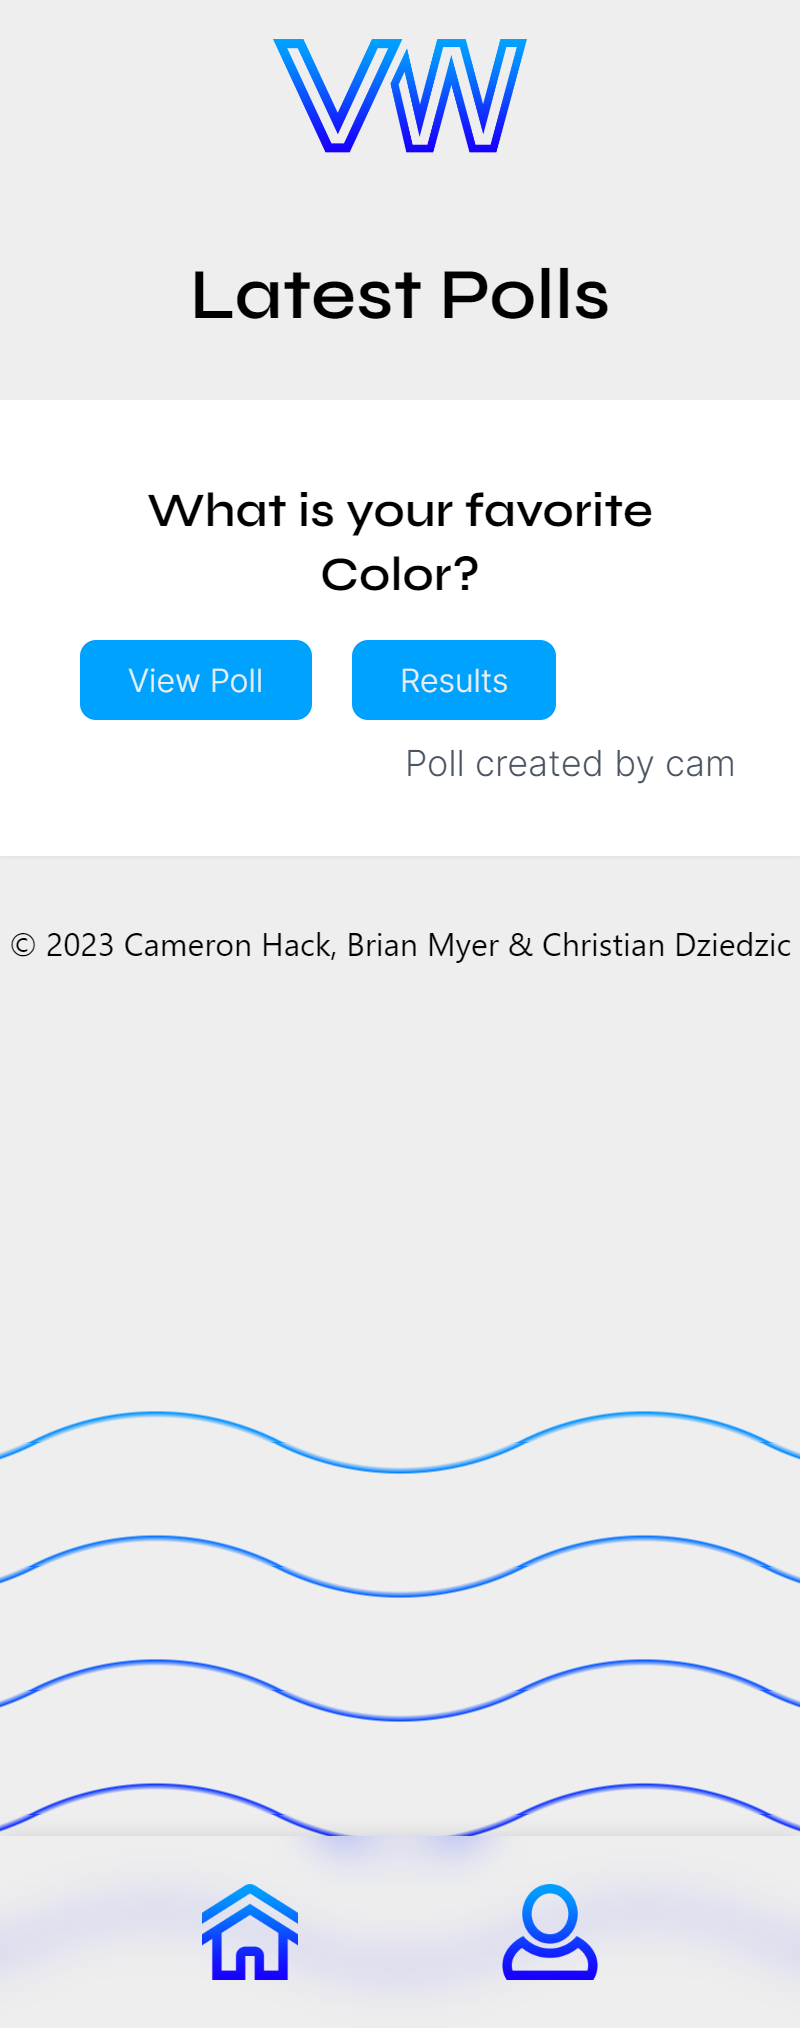 VW
Latest Polls
What is your favorite
Color?
View Poll
Results
Poll created by cam
© 2023 Cameron Hack, Brian Myer & Christian Dziedzic